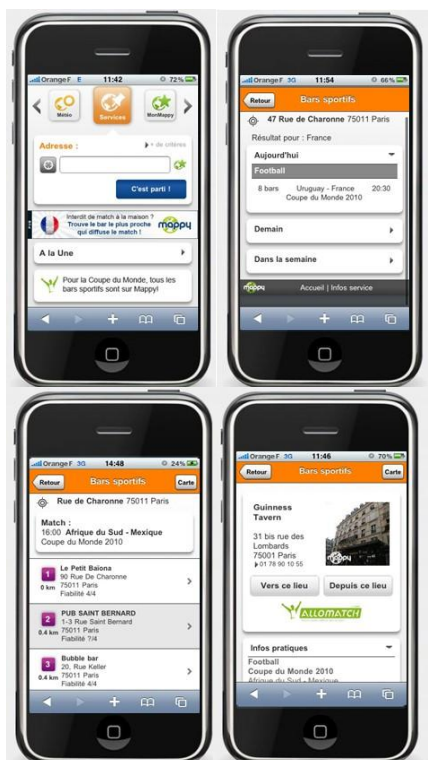 Orange F E 11:42 72%
Météo
Services
MonMappy
Adresse : + de critères
C'est parti !
Interdit de match à la maison ?
Trouve le bar le plus proche
qui diffuse le match !
mappy
A la Une
Pour la Coupe du Monde, tous les
bars sportifs sont sur Mappy!
Orange F 3G 11:54 66%
Retour Bars sportifs
47 Rue de Charonne 75011 Paris
Résultat pour : France
Aujourd'hui
Football
8 bars Uruguay - France 20:30
Coupe du Monde 2010
Demain
Dans la semaine
mappy Accueil | Infos service
Orange F 3G 14:48 24%
Retour Bars sportifs Carte
Rue de Charonne 75011 Paris
Match :
16:00 Afrique du Sud - Mexique
Coupe du Monde 2010
1 Le Petit Baiona
90 Rue De Charonne
0 km 75011 Paris
Fiabilité 4/4
2 PUB SAINT BERNARD
1-3 Rue Saint Bernard
0.4 km 75011 Paris
Fiabilité ?/4
3 Bubble bar
20, Rue Keller
0.4 km 75011 Paris
Fiabilité 4/4
Orange F 3G 11:46 70%
Retour Bars sportifs Carte
Guinness
Tavern
31 bis rue des
Lombards
75001 Paris
01 78 90 10 55
mappy
Vers ce lieu Depuis ce lieu
ALLOMATCH
Infos pratiques
Football
Coupe du Monde 2010
Afrique du Sud - Mexique